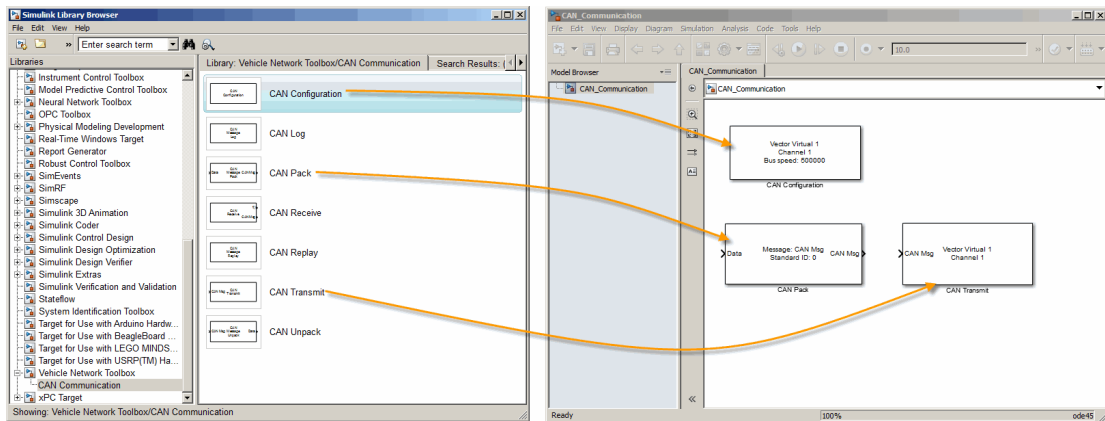 Simulink Library Browser
File Edit View Help
» Enter search term
Libraries
Library: Vehicle Network Toolbox/CAN Communication
Search Results: (
Instrument Control Toolbox
Model Predictive Control Toolbox
Neural Network Toolbox
OPC Toolbox
Physical Modeling Development
Real-Time Windows Target
Report Generator
Robust Control Toolbox
SimEvents
SimRF
Simscape
Simulink 3D Animation
Simulink Coder
Simulink Control Design
Simulink Design Optimization
Simulink Design Verifier
Simulink Extras
Simulink Verification and Validation
Stateflow
System Identification Toolbox
Target for Use with Arduino Hardw...
Target for Use with BeagleBoard ...
Target for Use with LEGO MINDS...
Target for Use with USRP(TM) Ha...
Vehicle Network Toolbox
CAN Communication
xPC Target
CAN Configuration
CAN Log
CAN Pack
CAN Receive
CAN Replay
CAN Transmit
CAN Unpack
Showing: Vehicle Network Toolbox/CAN Communication
CAN_Communication
File Edit View Display Diagram Simulation Analysis Code Tools Help
10.0
»
Model Browser
CAN_Communication
CAN_Communication
CAN_Communication
Vector Virtual 1
Channel 1
Bus speed: 500000
CAN Configuration
Data
Message: CAN Msg
Standard ID: 0
CAN Msg
CAN Pack
CAN Msg
Vector Virtual 1
Channel 1
CAN Transmit
Ready
100%
ode45